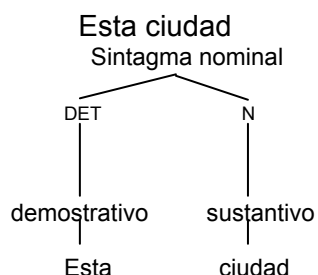 Esta ciudad
Sintagma nominal
DET N
demostrativo sustantivo
Esta ciudad